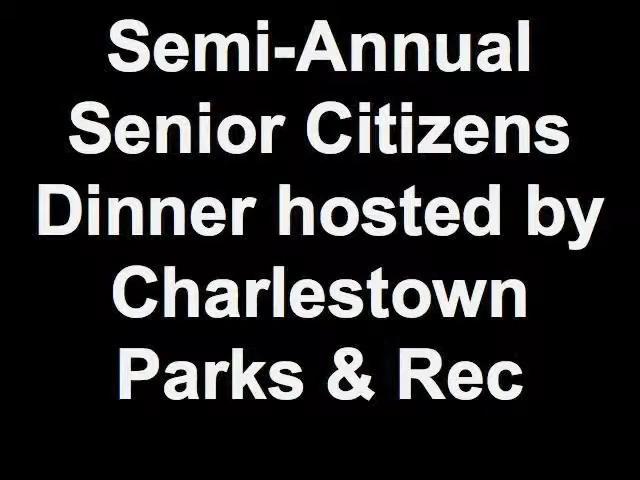 Semi-Annual
Senior Citizens
Dinner hosted by
Charlestown
Parks & Rec